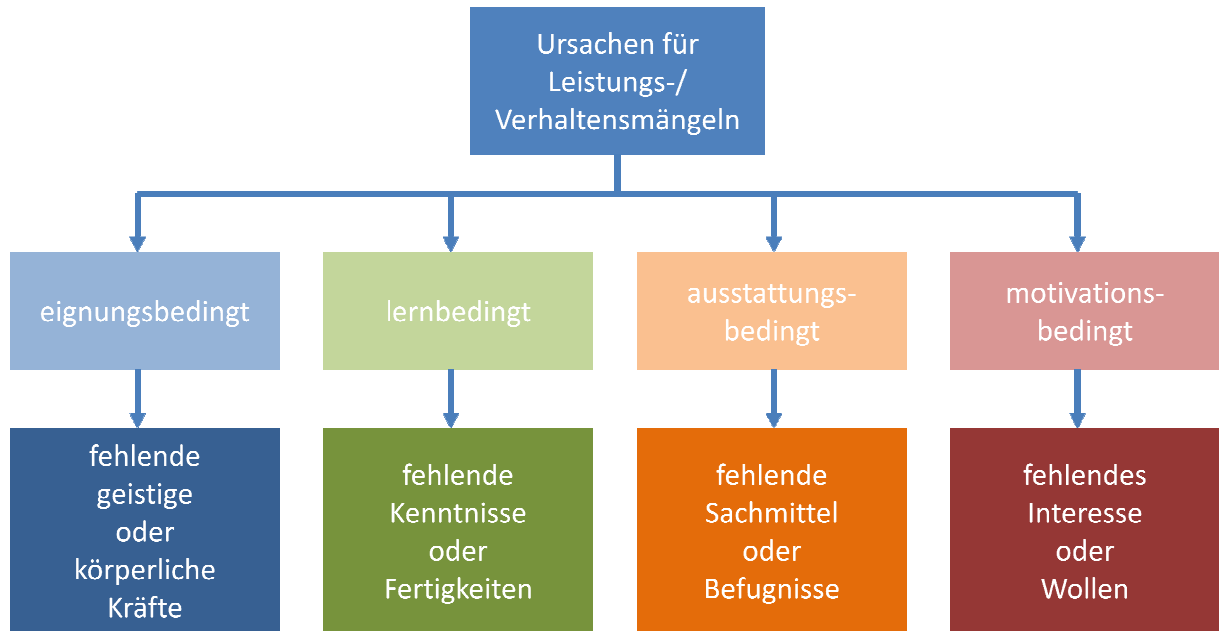 Ursachen für
Leistungs-/
Verhaltensmängeln
eignungsbedingt
lernbedingt
ausstattungs-
bedingt
motivations-
bedingt
fehlende
geistige
oder
körperliche
Kräfte
fehlende
Kenntnisse
oder
Fertigkeiten
fehlende
Sachmittel
oder
Befugnisse
fehlendes
Interesse
oder
Wollen